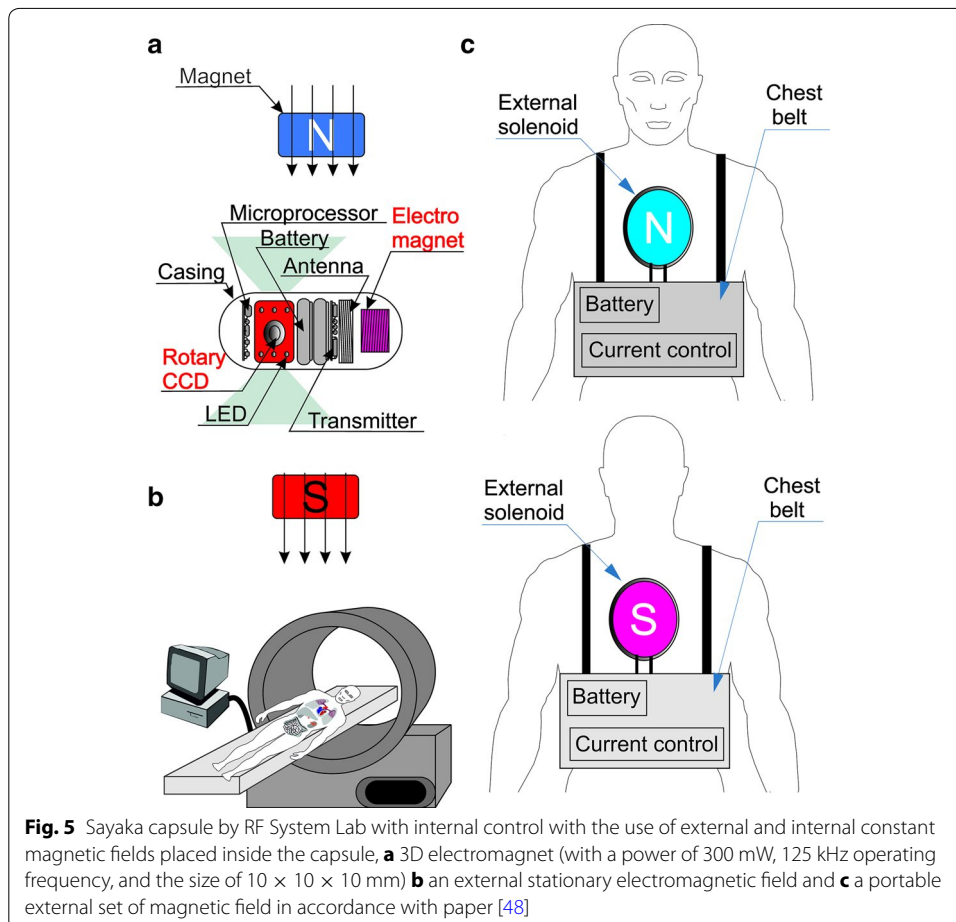 a
Magnet
N
Microprocessor
Battery
Antenna
Electro
magnet
Casing
Rotary
CCD
LED
Transmitter
b
S
c
External
solenoid
Chest
belt
N
Battery
Current control
External
solenoid
Chest
belt
S
Battery
Current control
Fig. 5 Sayaka capsule by RF System Lab with internal control with the use of external and internal constant
magnetic fields placed inside the capsule, a 3D electromagnet (with a power of 300 mW, 125 kHz operating
frequency, and the size of 10 × 10 × 10 mm) b an external stationary electromagnetic field and c a portable
external set of magnetic field in accordance with paper [48]